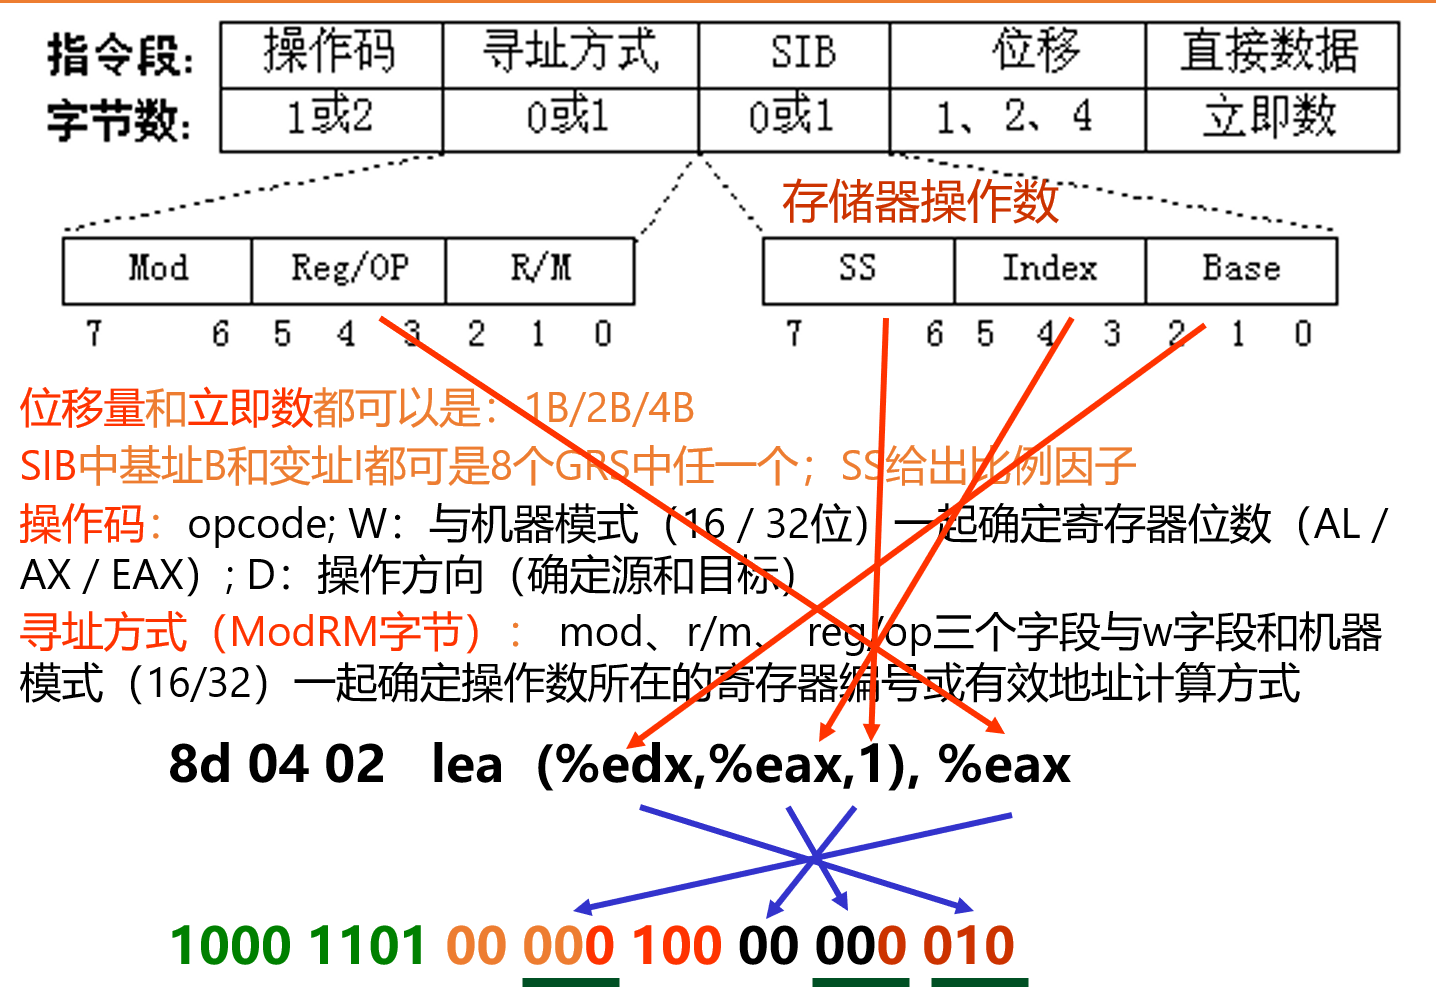 指令段: 操作码 寻址方式 SIB 位移 直接数据
字节数: 1或2 0或1 0或1 1、2、4 立即数
存储器操作数
Mod Reg/OP R/M SS Index Base
7 6 5 4 3 2 1 0 7 6 5 4 3 2 1 0
位移量和立即数都可以是：1B/2B/4B
SIB中基址B和变址I都可是8个GRS中任一个；SS给出比例因子
操作码：opcode; W：与机器模式（16 / 32位）一起确定寄存器位数（AL /
AX / EAX）; D：操作方向（确定源和目标）
寻址方式（ModRM字节）： mod、r/m、 reg/op三个字段与w字段和机器
模式（16/32）一起确定操作数所在的寄存器编号或有效地址计算方式
8d 04 02 lea (%edx,%eax,1), %eax
1000 1101 00 000 100 00 000 010